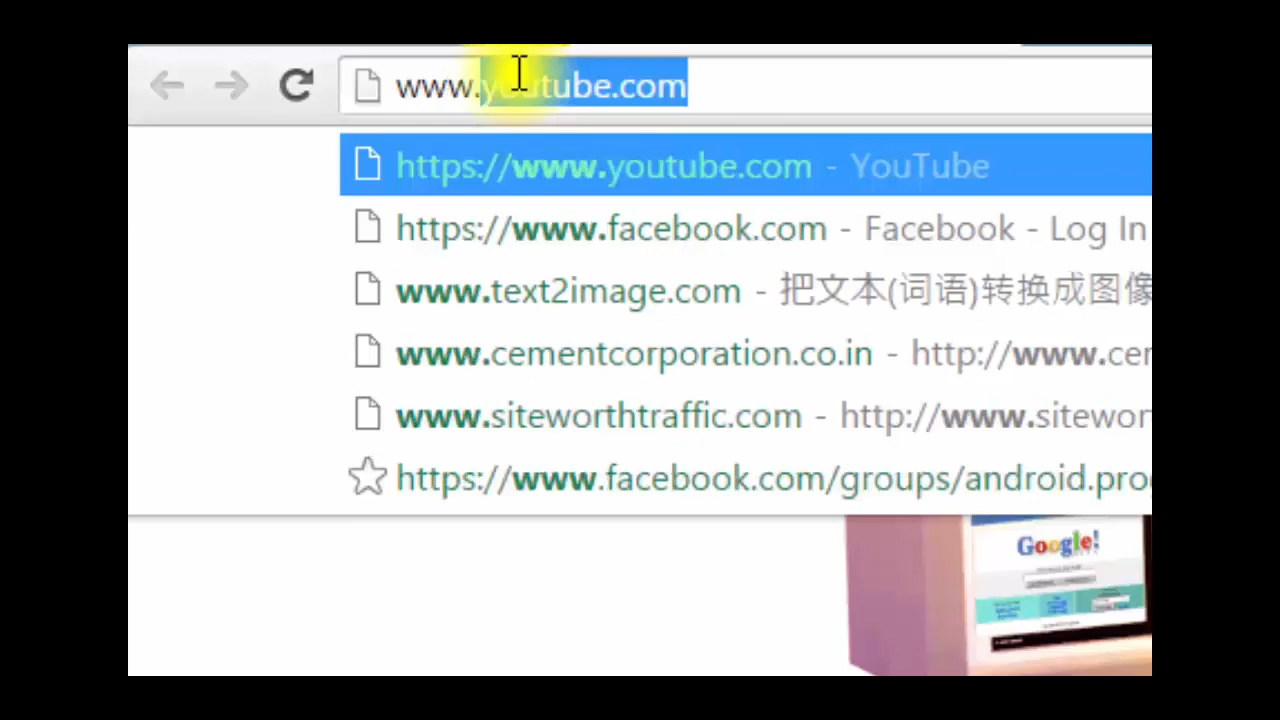 www.youtube.com
https://www.youtube.com - YouTube
https://www.facebook.com - Facebook - Log In
www.text2image.com - 把文本(词语)转换成图像
www.cementcorporation.co.in - http://www.cer
www.siteworthtraffic.com - http://www.sitewor
https://www.facebook.com/groups/android.pro
Google!